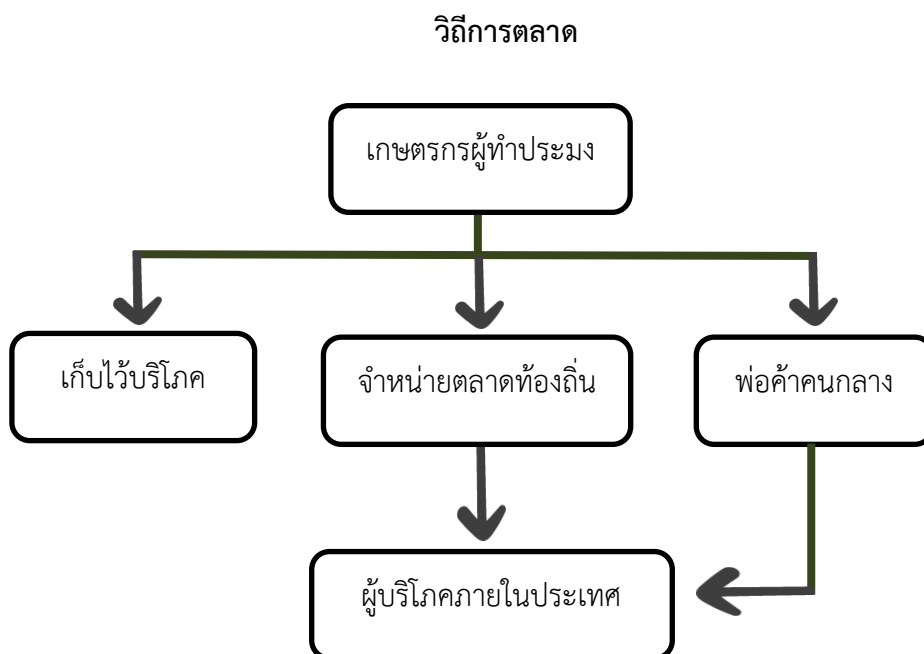 วิถีการตลาด
เกษตรกรผู้ทำประมง
เก็บไว้บริโภค
จำหน่ายตลาดท้องถิ่น
พ่อค้าคนกลาง
ผู้บริโภคภายในประเทศ